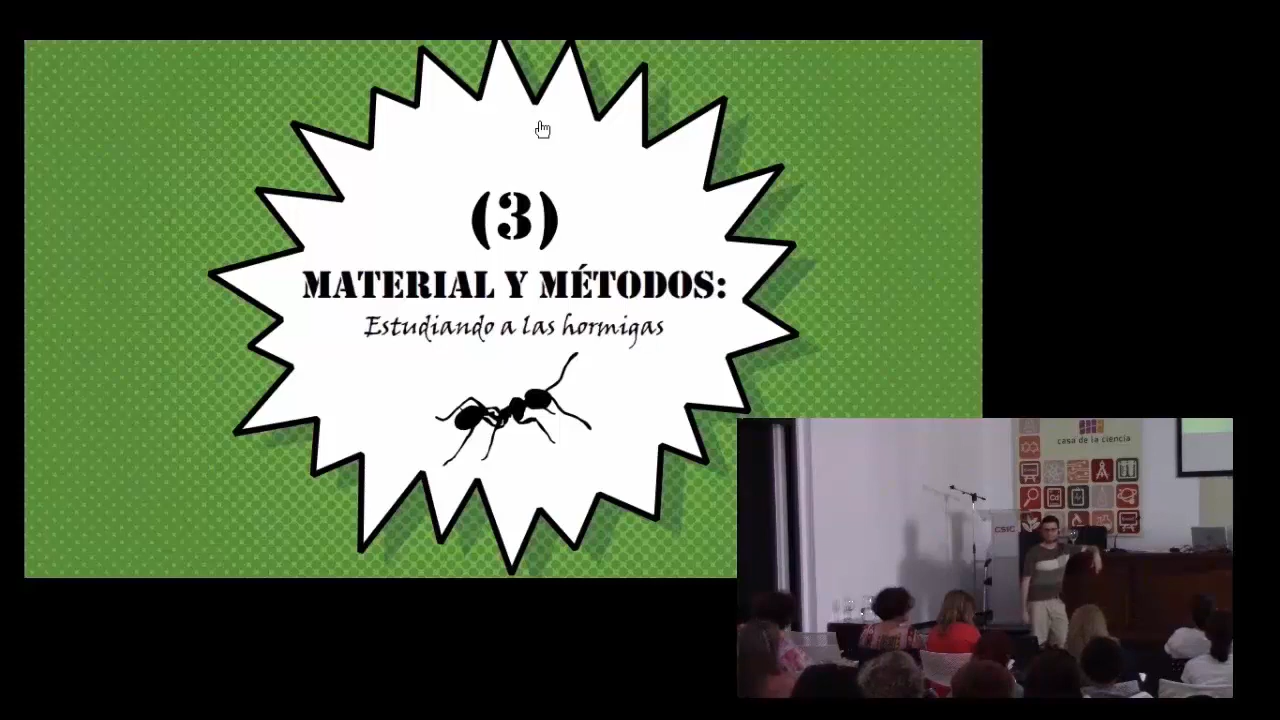 (3)
MATERIAL Y MÉTODOS:
Estudiando a las hormigas
casa de la ciencia
CSIC